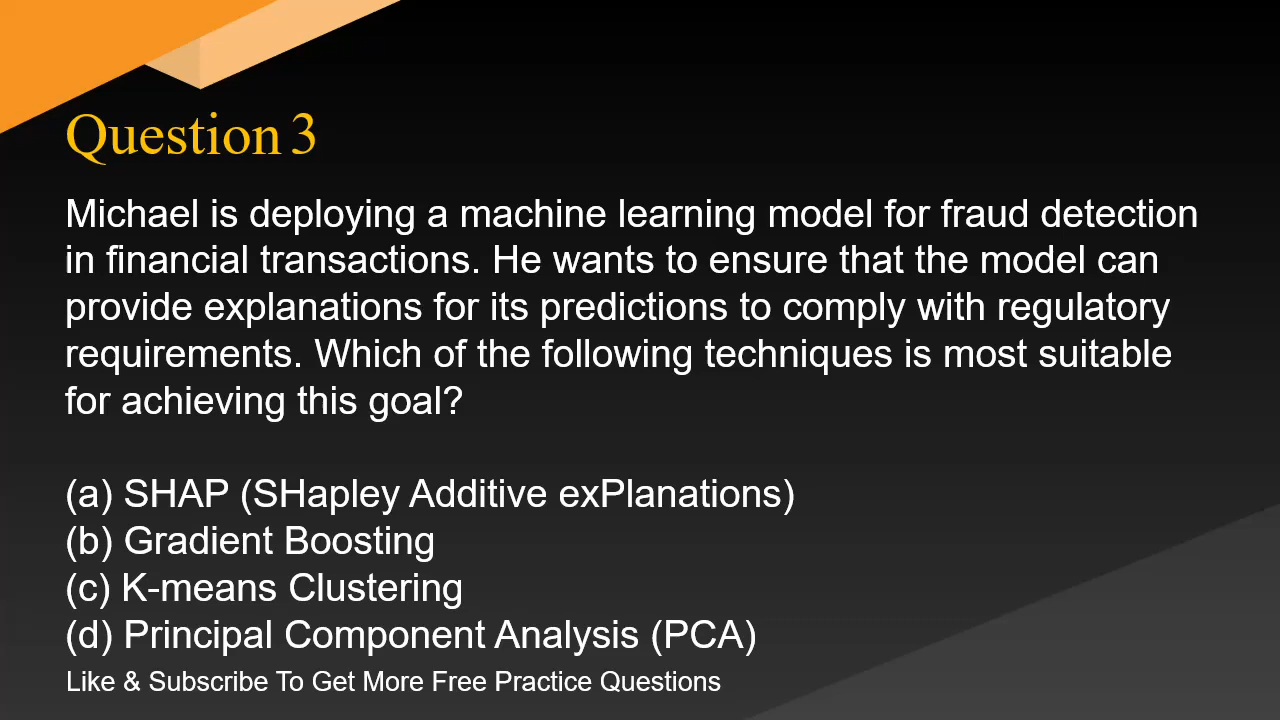 Question 3
Michael is deploying a machine learning model for fraud detection
in financial transactions. He wants to ensure that the model can
provide explanations for its predictions to comply with regulatory
requirements. Which of the following techniques is most suitable
for achieving this goal?
(a) SHAP (SHapley Additive exPlanations)
(b) Gradient Boosting
(c) K-means Clustering
(d) Principal Component Analysis (PCA)
Like & Subscribe To Get More Free Practice Questions